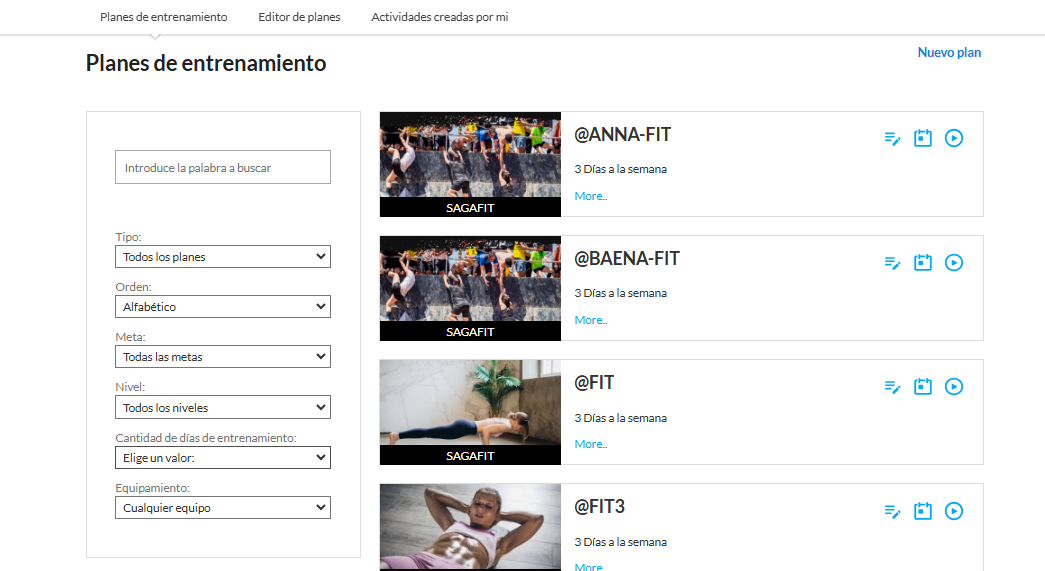 Planes de entrenamiento
Editor de planes
Actividades creadas por mi
Planes de entrenamiento
Nuevo plan
Introduce la palabra a buscar
Tipo:
Todos los planes
Orden:
Alfabético
Meta:
Todas las metas
Nivel:
Todos los niveles
Cantidad de días de entrenamiento:
Elige un valor:
Equipamiento:
Cualquier equipo
@ANNA-FIT
3 Días a la semana
More..
SAGAFIT
@BAENA-FIT
3 Días a la semana
More..
SAGAFIT
@FIT
3 Días a la semana
More..
SAGAFIT
@FIT3
3 Días a la semana
More..